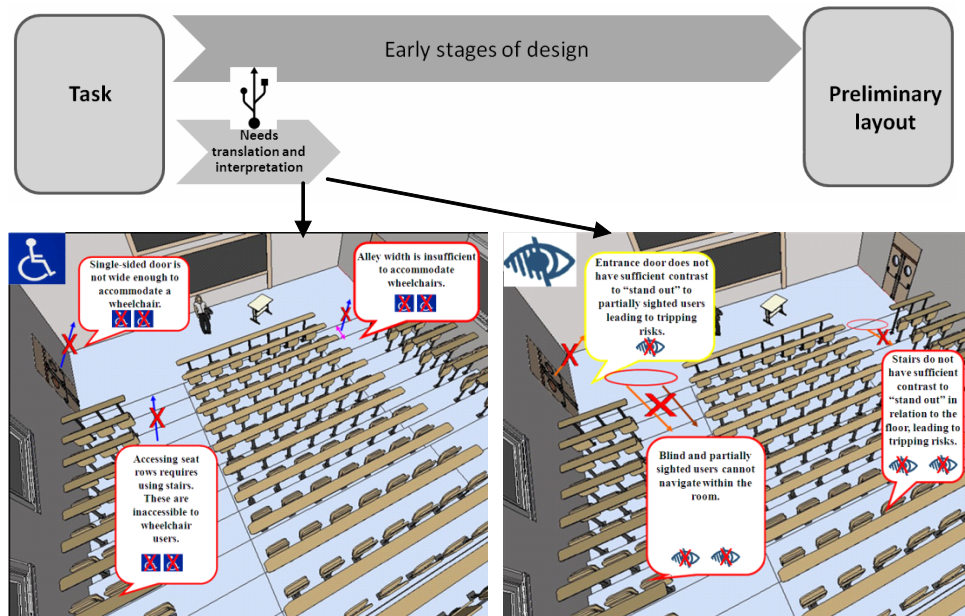 Task
Early stages of design
Preliminary
layout
Needs
translation and
interpretation
Single-sided door is
not wide enough to
accommodate a
wheelchair.
Alley width is insufficient
to accommodate
wheelchairs.
Accessing seat
rows requires
using stairs.
These are
inaccessible to
wheelchair
users.
Entrance door does not
have sufficient contrast
to “stand out” to
partially sighted users
leading to tripping
risks.
Stairs do not
have sufficient
contrast to
“stand out” in
relation to the
floor, leading to
tripping risks.
Blind and partially
sighted users cannot
navigate within the
room.